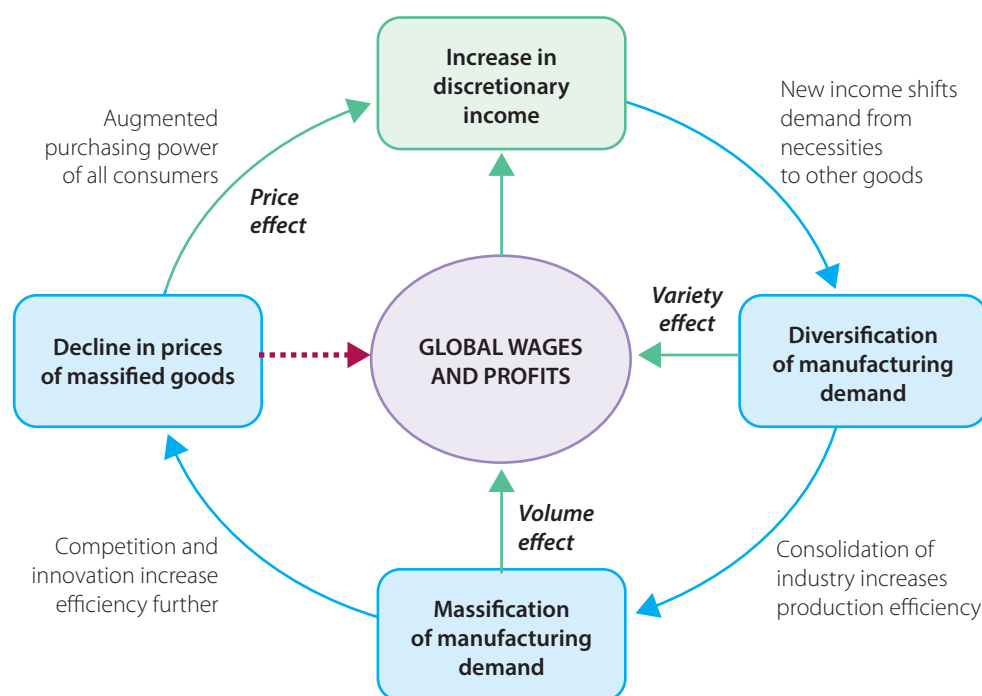 Increase in
discretionary
income
New income shifts
demand from
necessities
to other goods
Augmented
purchasing power
of all consumers
Price
effect
Variety
effect
Decline in prices
of massified goods
GLOBAL WAGES
AND PROFITS
Diversification
of manufacturing
demand
Volume
effect
Competition and
innovation increase
efficiency further
Consolidation of
industry increases
production efficiency
Massification
of manufacturing
demand